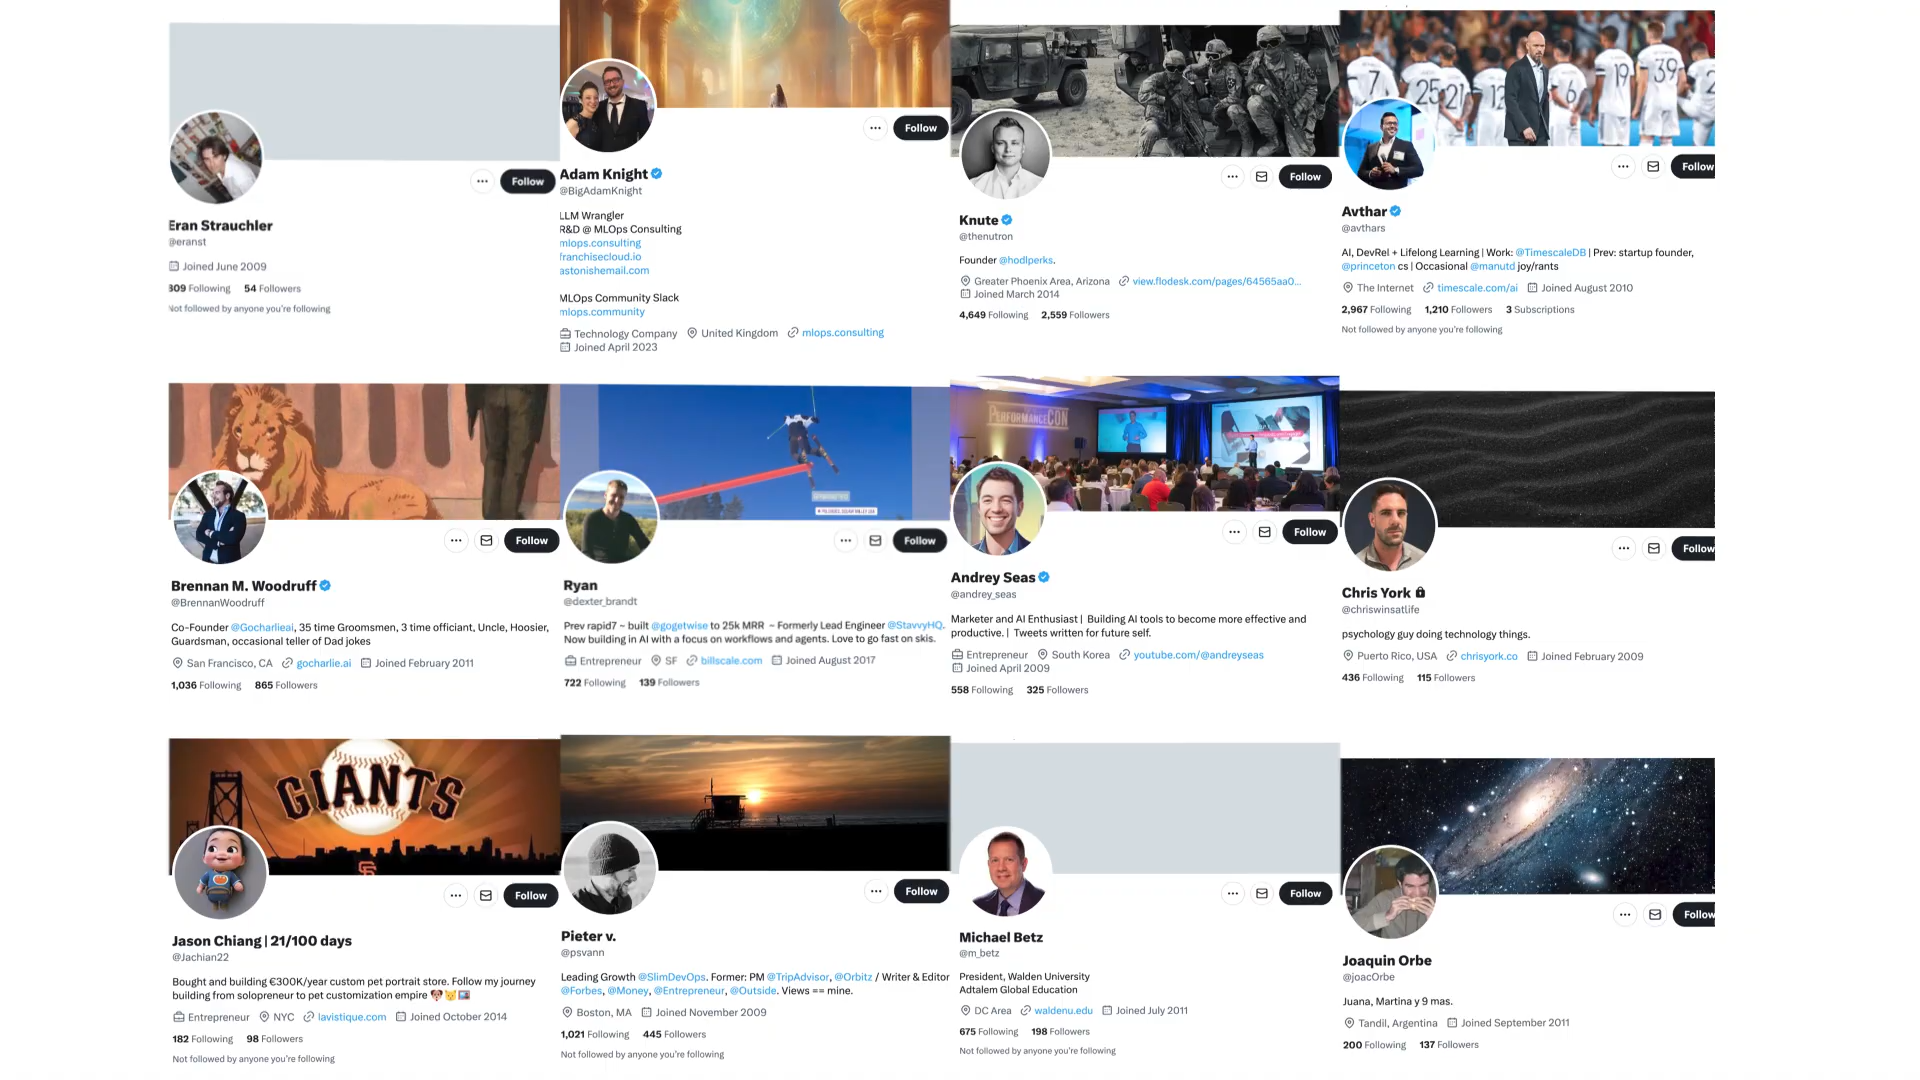 Follow
Eran Strauchler
@eranst
Joined June 2009
309 Following 54 Followers
Not followed by anyone you're following
Follow
Adam Knight
@BigAdamKnight
LLM Wrangler
R&D @ MLOps Consulting
mlops.consulting
franchisecloud.io
astonishemail.com
MLOps Community Slack
mlops.community
Technology Company United Kingdom mlops.consulting
Joined April 2023
Follow
Knute
@thenutron
Founder @hodlperks.
Greater Phoenix Area, Arizona view.flodesk.com/pages/64565aa0...
Joined March 2014
4,649 Following 2,559 Followers
7 25 21 12 6 19 39 2
Follow
Avthar
@avthars
AI, DevRel + Lifelong Learning | Work: @TimescaleDB | Prev: startup founder,
@princeton cs | Occasional @manutd joy/rants
The Internet timescale.com/ai Joined August 2010
2,967 Following 1,210 Followers 3 Subscriptions
Not followed by anyone you're following
Follow
Brennan M. Woodruff
@BrennanWoodruff
Co-Founder @Gocharlieai, 35 time Groomsmen, 3 time officiant, Uncle, Hoosier,
Guardsman, occasional teller of Dad jokes
San Francisco, CA gocharlie.ai Joined February 2011
1,036 Following 865 Followers
Follow
Ryan
@dexter_brandt
Prev rapid7 ~ built @gogetwise to 25k MRR ~ Formerly Lead Engineer @StavvyHQ.
Now building in AI with a focus on workflows and agents. Love to go fast on skis.
Entrepreneur SF billscale.com Joined August 2017
722 Following 139 Followers
PERFORMANCECON
Follow
Andrey Seas
@andrey_seas
Marketer and AI Enthusiast | Building AI tools to become more effective and
productive. | Tweets written for future self.
Entrepreneur South Korea youtube.com/@andreyseas
Joined April 2009
558 Following 325 Followers
Follow
Chris York
@chriswinsatlife
psychology guy doing technology things.
Puerto Rico, USA chrisyork.co Joined February 2009
436 Following 115 Followers
GIANTS
SF
Follow
Jason Chiang | 21/100 days
@Jachian22
Bought and building €300K/year custom pet portrait store. Follow my journey
building from solopreneur to pet customization empire 🐶😺🖼️
Entrepreneur NYC lavistique.com Joined October 2014
182 Following 98 Followers
Not followed by anyone you're following
Follow
Pieter v.
@psvann
Leading Growth @SlimDevOps. Former: PM @TripAdvisor, @Orbitz / Writer & Editor
@Forbes, @Money, @Entrepreneur, @Outside. Views == mine.
Boston, MA Joined November 2009
1,021 Following 445 Followers
Not followed by anyone you're following
Follow
Michael Betz
@m_betz
President, Walden University
Adtalem Global Education
DC Area waldenu.edu Joined July 2011
675 Following 198 Followers
Not followed by anyone you're following
Follow
Joaquin Orbe
@joacOrbe
Juana, Martina y 9 mas.
Tandil, Argentina Joined September 2011
200 Following 137 Followers